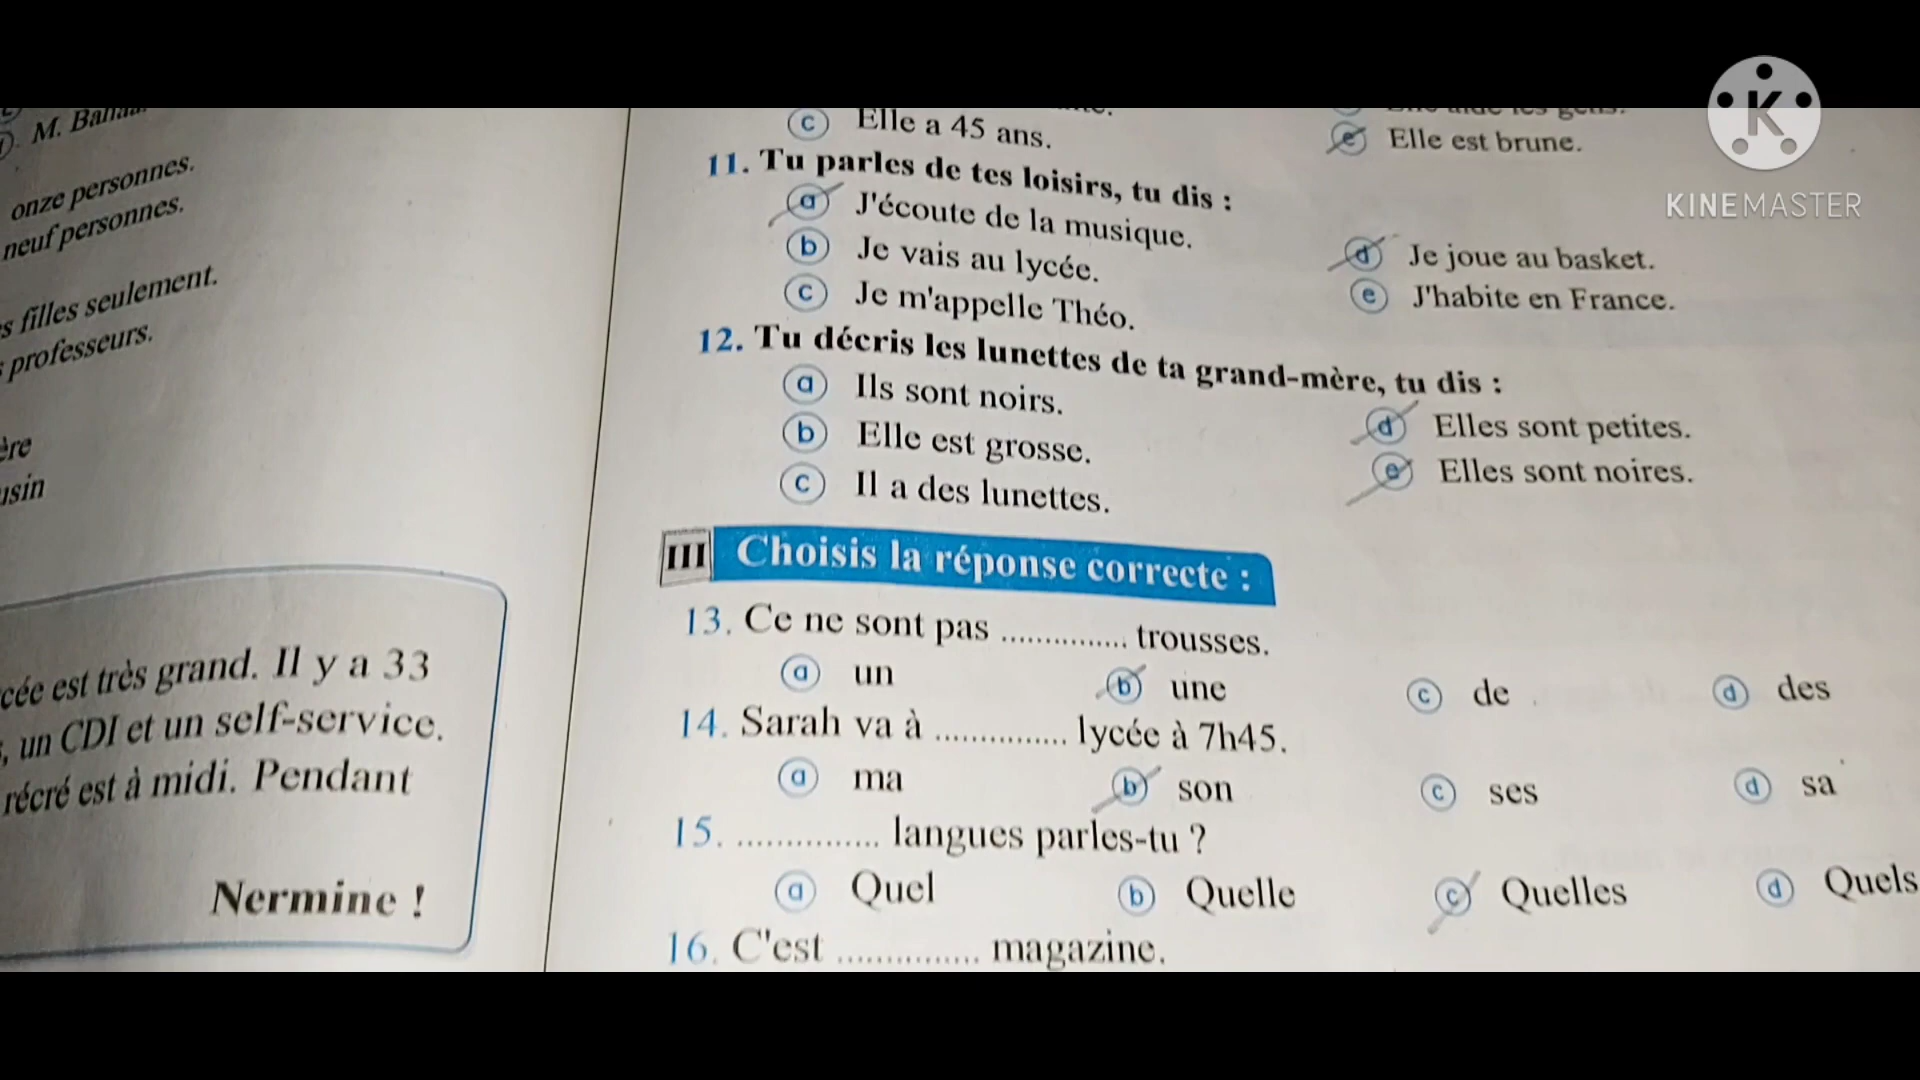 M.
onze personnes.
neuf personnes.
s filles seulement.
professeurs.
ère
usin
cée est très grand. Il y a 33
, un CDI et un self-service.
récré est à midi. Pendant
Nermine !
c Elle a 45 ans.
e Elle est brune.
11. Tu parles de tes loisirs, tu dis :
a J'écoute de la musique.
b Je vais au lycée.
c Je m'appelle Théo.
d Je joue au basket.
e J'habite en France.
12. Tu décris les lunettes de ta grand-mère, tu dis :
a Ils sont noirs.
b Elle est grosse.
c Il a des lunettes.
d Elles sont petites.
e Elles sont noires.
III Choisis la réponse correcte :
13. Ce ne sont pas ............... trousses.
a un b une c de d des
14. Sarah va à ............... lycée à 7h45.
a ma b son c ses d sa
15. ............... langues parles-tu ?
a Quel b Quelle c Quelles d Quels
16. C'est ............... magazine.
K
KINEMASTER